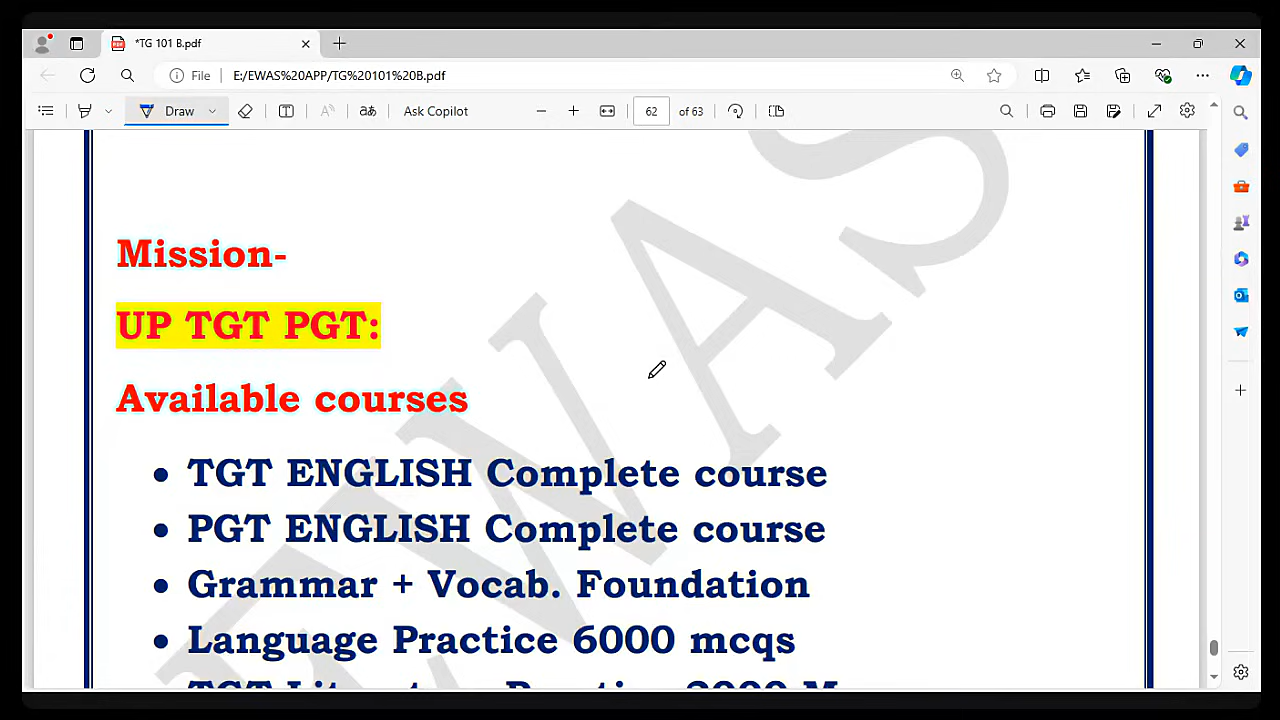 *TG 101 B.pdf
File
E:/EWAS%20APP/TG%20101%20B.pdf
Draw
Ask Copilot
62 of 63
EWAS
Mission-
UP TGT PGT:
Available courses
• TGT ENGLISH Complete course
• PGT ENGLISH Complete course
• Grammar + Vocab. Foundation
• Language Practice 6000 mcqs